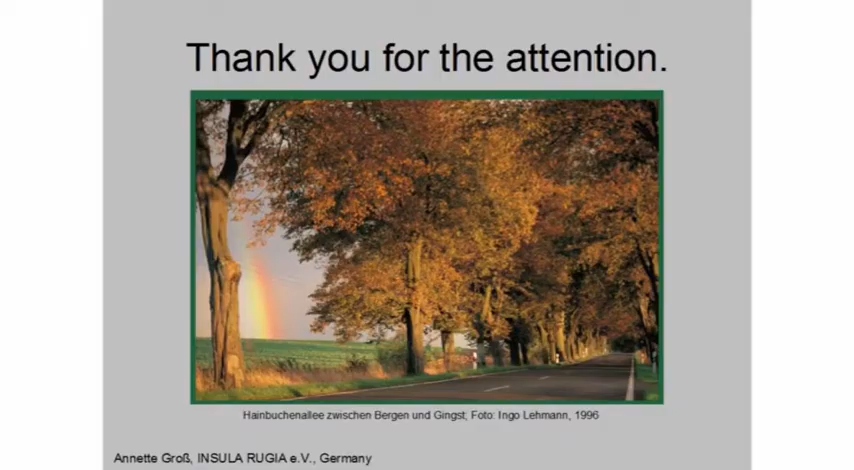 Thank you for the attention.
Hainbuchenallee zwischen Bergen und Gingst; Foto: Ingo Lehmann, 1996
Annette Groß, INSULA RUGIA e.V., Germany